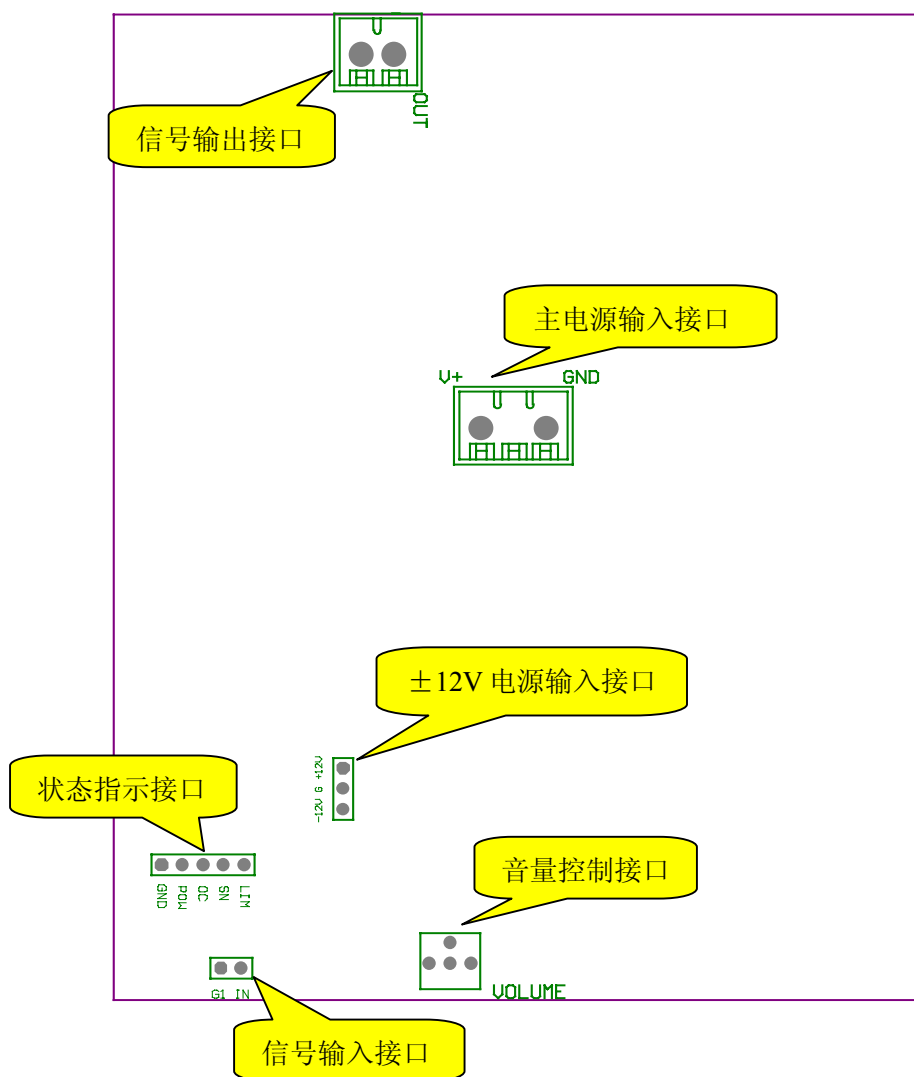 OUT
信号输出接口
主电源输入接口
V+ GND
±12V 电源输入接口
-12V G +12V
状态指示接口
GND POW OC SN LIM
音量控制接口
G1 IN
VOLUME
信号输入接口